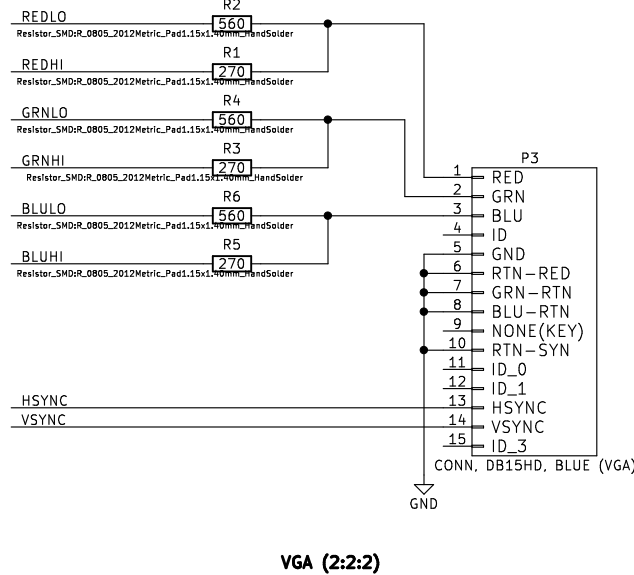 R2
REDLO
560
Resistor_SMD:R_0805_2012Metric_Pad1.15x1.40mm_HandSolder
R1
REDHI
270
Resistor_SMD:R_0805_2012Metric_Pad1.15x1.40mm_HandSolder
R4
GRNLO
560
Resistor_SMD:R_0805_2012Metric_Pad1.15x1.40mm_HandSolder
R3
GRNHI
270
Resistor_SMD:R_0805_2012Metric_Pad1.15x1.40mm_HandSolder
R6
BLULO
560
Resistor_SMD:R_0805_2012Metric_Pad1.15x1.40mm_HandSolder
R5
BLUHI
270
Resistor_SMD:R_0805_2012Metric_Pad1.15x1.40mm_HandSolder
P3
1 RED
2 GRN
3 BLU
4 ID
5 GND
6 RTN-RED
7 GRN-RTN
8 BLU-RTN
9 NONE(KEY)
10 RTN-SYN
11 ID_0
12 ID_1
HSYNC 13 HSYNC
VSYNC 14 VSYNC
15 ID_3
CONN, DB15HD, BLUE (VGA)
GND
VGA (2:2:2)